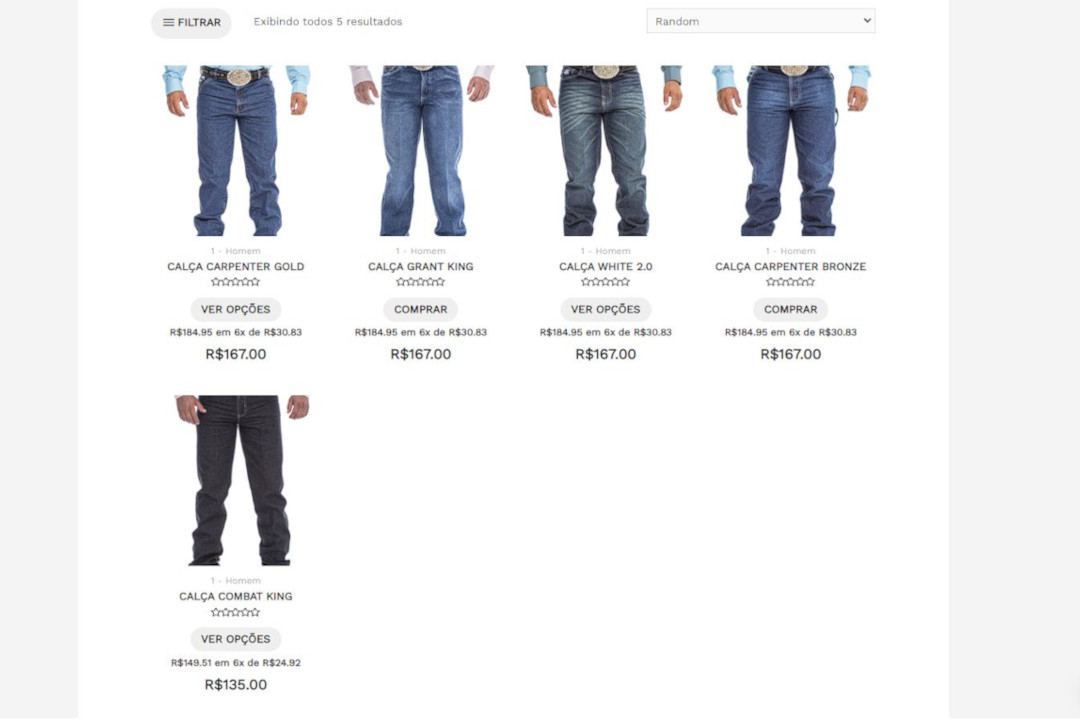 FILTRAR
Exibindo todos 5 resultados
Random
1 - Homem
CALÇA CARPENTER GOLD
VER OPÇÕES
R$184.95 em 6x de R$30.83
R$167.00
1 - Homem
CALÇA GRANT KING
COMPRAR
R$184.95 em 6x de R$30.83
R$167.00
1 - Homem
CALÇA WHITE 2.0
VER OPÇÕES
R$184.95 em 6x de R$30.83
R$167.00
1 - Homem
CALÇA CARPENTER BRONZE
COMPRAR
R$184.95 em 6x de R$30.83
R$167.00
1 - Homem
CALÇA COMBAT KING
VER OPÇÕES
R$149.51 em 6x de R$24.92
R$135.00